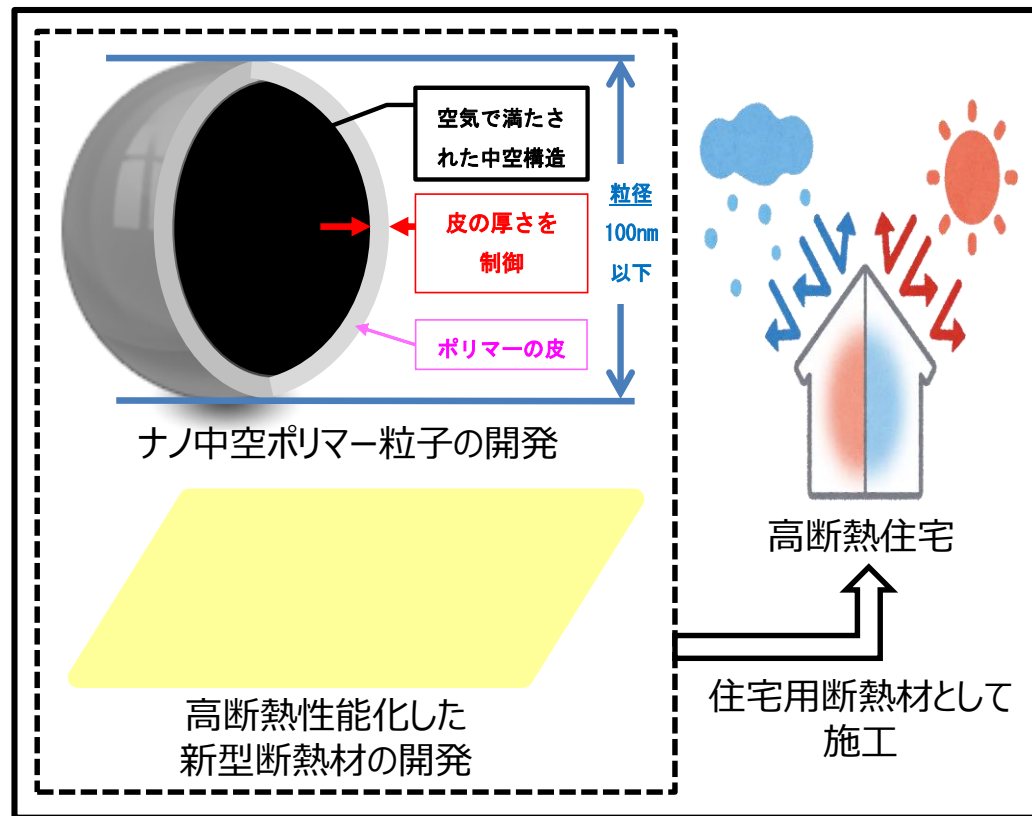 空気で満たさ
れた中空構造
皮の厚さを
制御
ポリマーの皮
粒径
100nm
以下
ナノ中空ポリマー粒子の開発
高断熱性能化した
新型断熱材の開発
高断熱住宅
住宅用断熱材として
施工